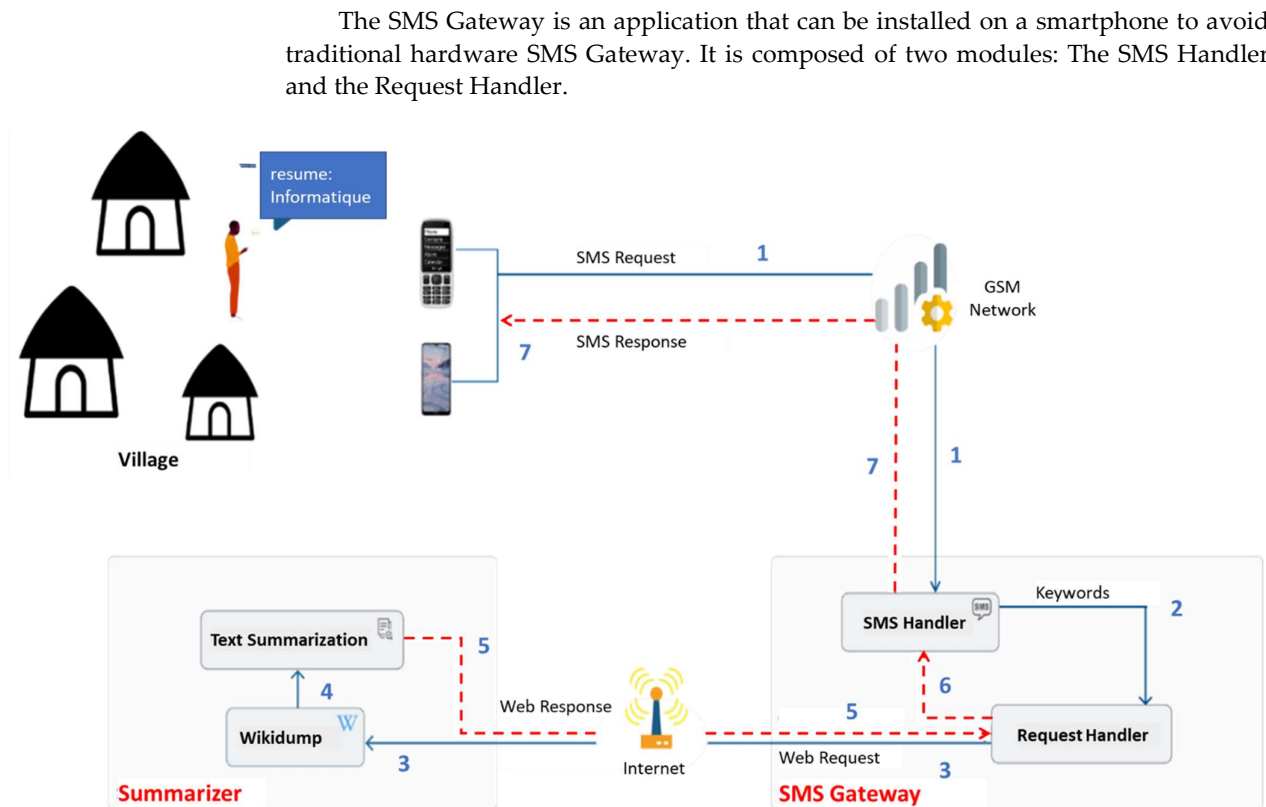 The SMS Gateway is an application that can be installed on a smartphone to avoid
traditional hardware SMS Gateway. It is composed of two modules: The SMS Handler
and the Request Handler.
resume:
Informatique
SMS Request
1
GSM
Network
SMS Response
7
Village
7
1
Keywords
2
SMS
SMS Handler
Text Summarization
5
6
4
Web Response
5
W
Wikidump
Request Handler
3
Internet
Web Request
3
Summarizer
SMS Gateway